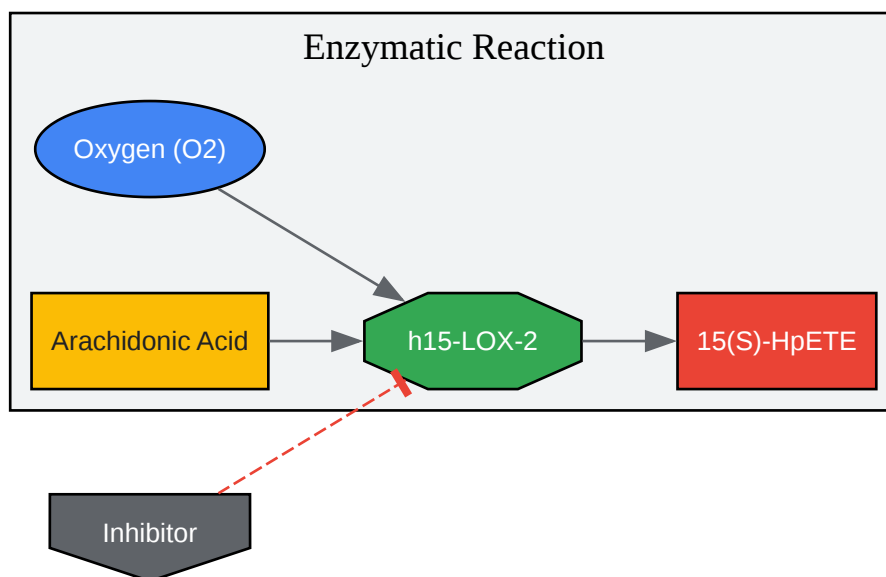 Enzymatic Reaction
Oxygen (O2)
Arachidonic Acid
h15-LOX-2
15(S)-HpETE
Inhibitor